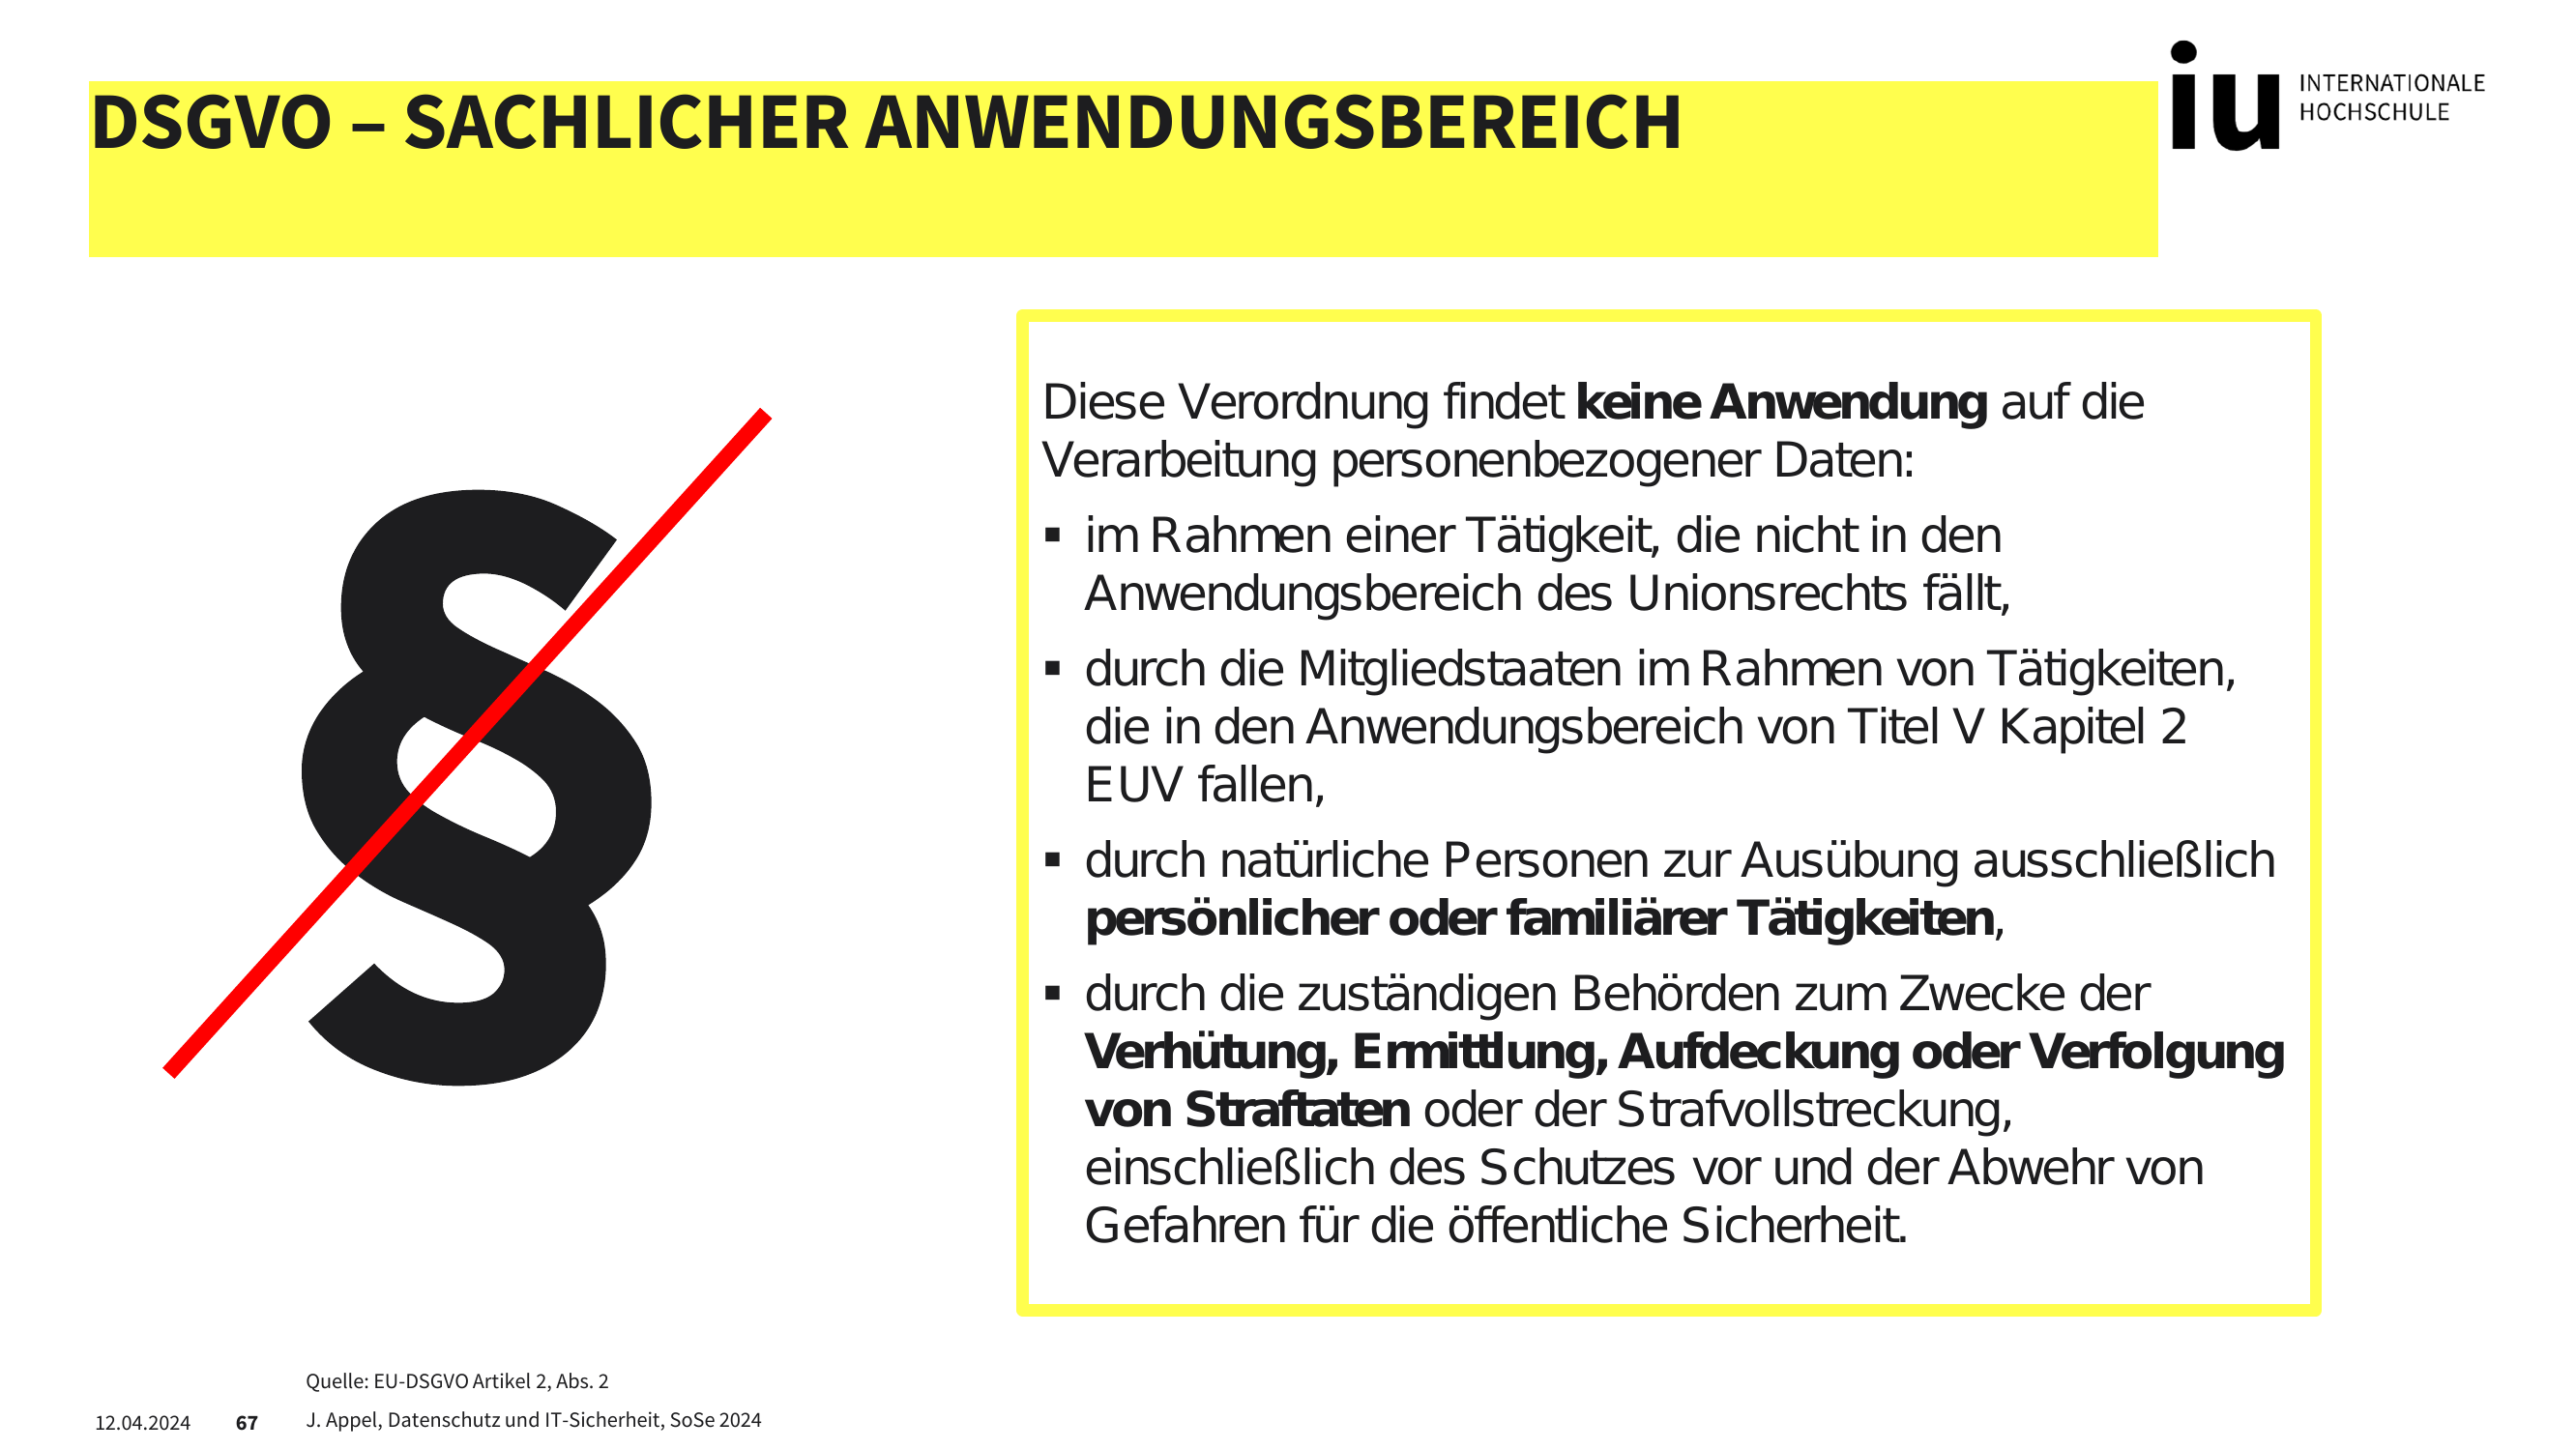 DSGVO – SACHLICHER ANWENDUNGSBEREICH
iu INTERNATIONALE
HOCHSCHULE
§
Diese Verordnung findet keine Anwendung auf die
Verarbeitung personenbezogener Daten:
▪ im Rahmen einer Tätigkeit, die nicht in den
Anwendungsbereich des Unionsrechts fällt,
▪ durch die Mitgliedstaaten im Rahmen von Tätigkeiten,
die in den Anwendungsbereich von Titel V Kapitel 2
EUV fallen,
▪ durch natürliche Personen zur Ausübung ausschließlich
persönlicher oder familiärer Tätigkeiten,
▪ durch die zuständigen Behörden zum Zwecke der
Verhütung, Ermittlung, Aufdeckung oder Verfolgung
von Straftaten oder der Strafvollstreckung,
einschließlich des Schutzes vor und der Abwehr von
Gefahren für die öffentliche Sicherheit.
Quelle: EU-DSGVO Artikel 2, Abs. 2
12.04.2024 67 J. Appel, Datenschutz und IT-Sicherheit, SoSe 2024